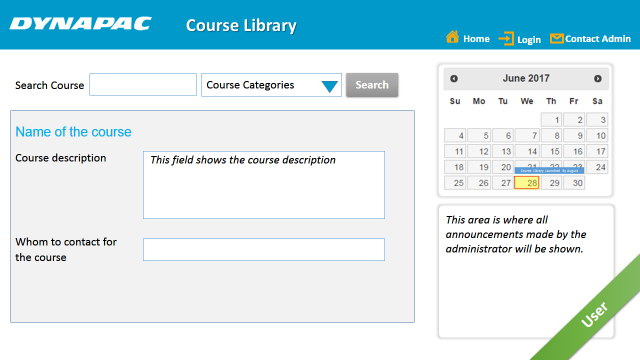 DYNAPAC
Course Library
Home
Login
Contact Admin
Search Course
Course Categories
Search
Name of the course
Course description
This field shows the course description
Whom to contact for
the course
June 2017
Su Mo Tu We Th Fr Sa
1 2 3
4 5 6 7 8 9 10
11 12 13 14 15 16 17
18 19 20 21 22 23 24
25 26 27 28 29 30
This area is where all
announcements made by the
administrator will be shown.
User